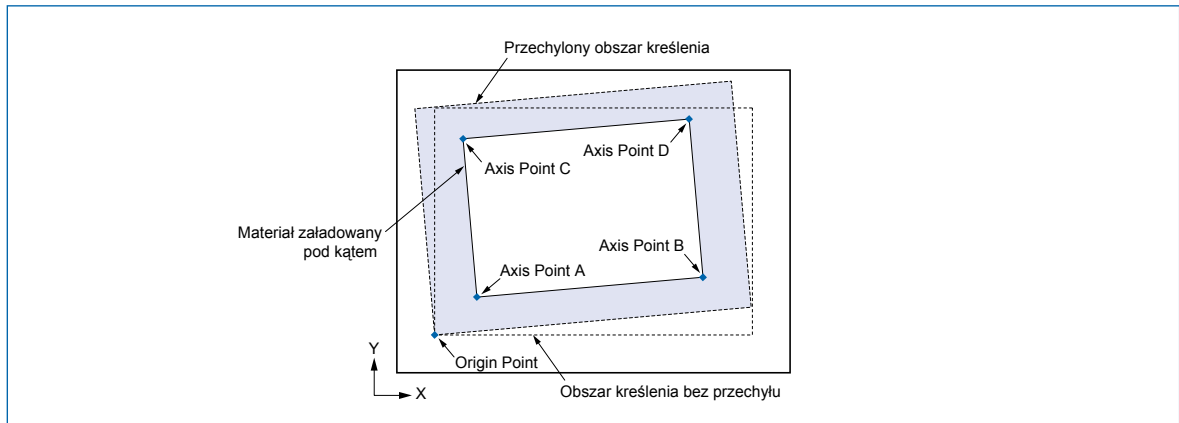 Przechylony obszar kreślenia
Axis Point D
Axis Point C
Materiał załadowany
pod kątem
Axis Point B
Axis Point A
Y
Origin Point
X
Obszar kreślenia bez przechyłu